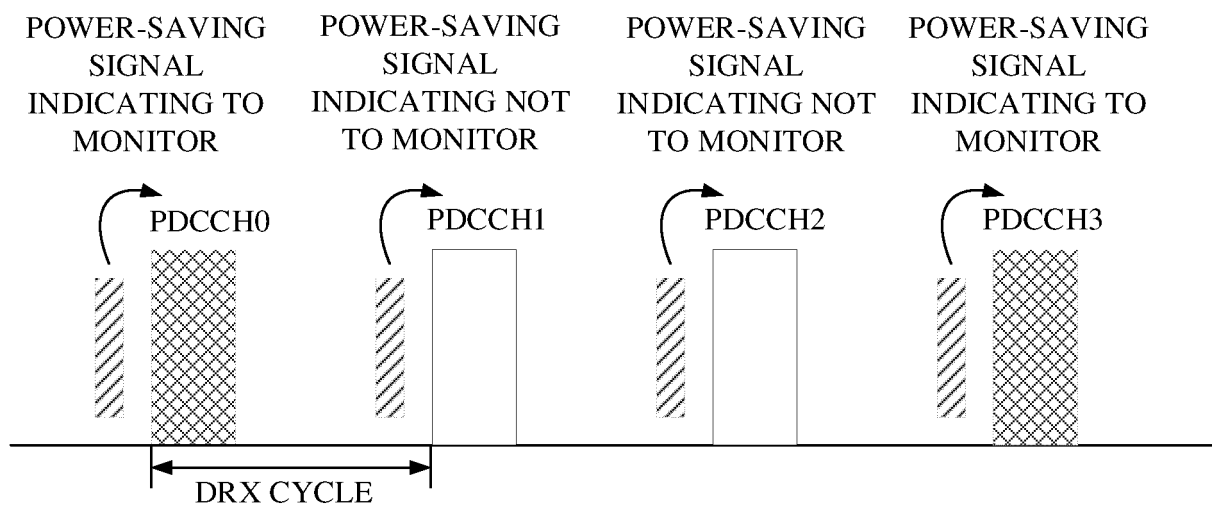 POWER-SAVING
SIGNAL
INDICATING TO
MONITOR
POWER-SAVING
SIGNAL
INDICATING NOT
TO MONITOR
POWER-SAVING
SIGNAL
INDICATING NOT
TO MONITOR
POWER-SAVING
SIGNAL
INDICATING TO
MONITOR
PDCCH0
PDCCH1
PDCCH2
PDCCH3
DRX CYCLE